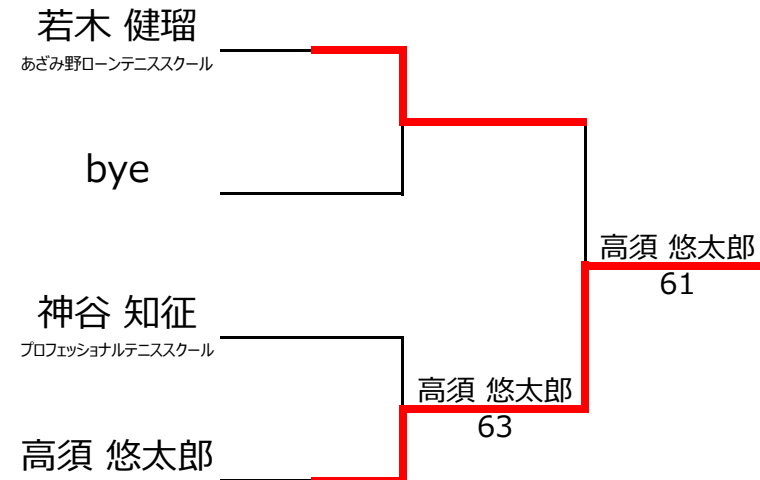 若木 健瑠
あざみ野ローンテニススクール
bye
高須 悠太郎
61
神谷 知征
プロフェッショナルテニススクール
高須 悠太郎
63
高須 悠太郎